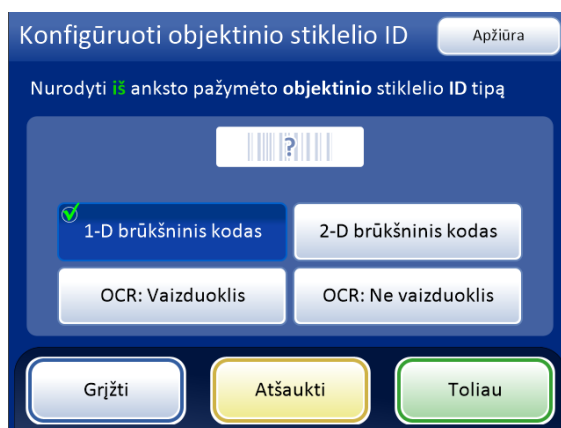 Konfigūruoti objektinio stiklelio ID
Apžiūra
Nurodyti iš anksto pažymėto objektinio stiklelio ID tipą
?
1-D brūkšninis kodas
2-D brūkšninis kodas
OCR: Vaizduoklis
OCR: Ne vaizduoklis
Grįžti
Atšaukti
Toliau